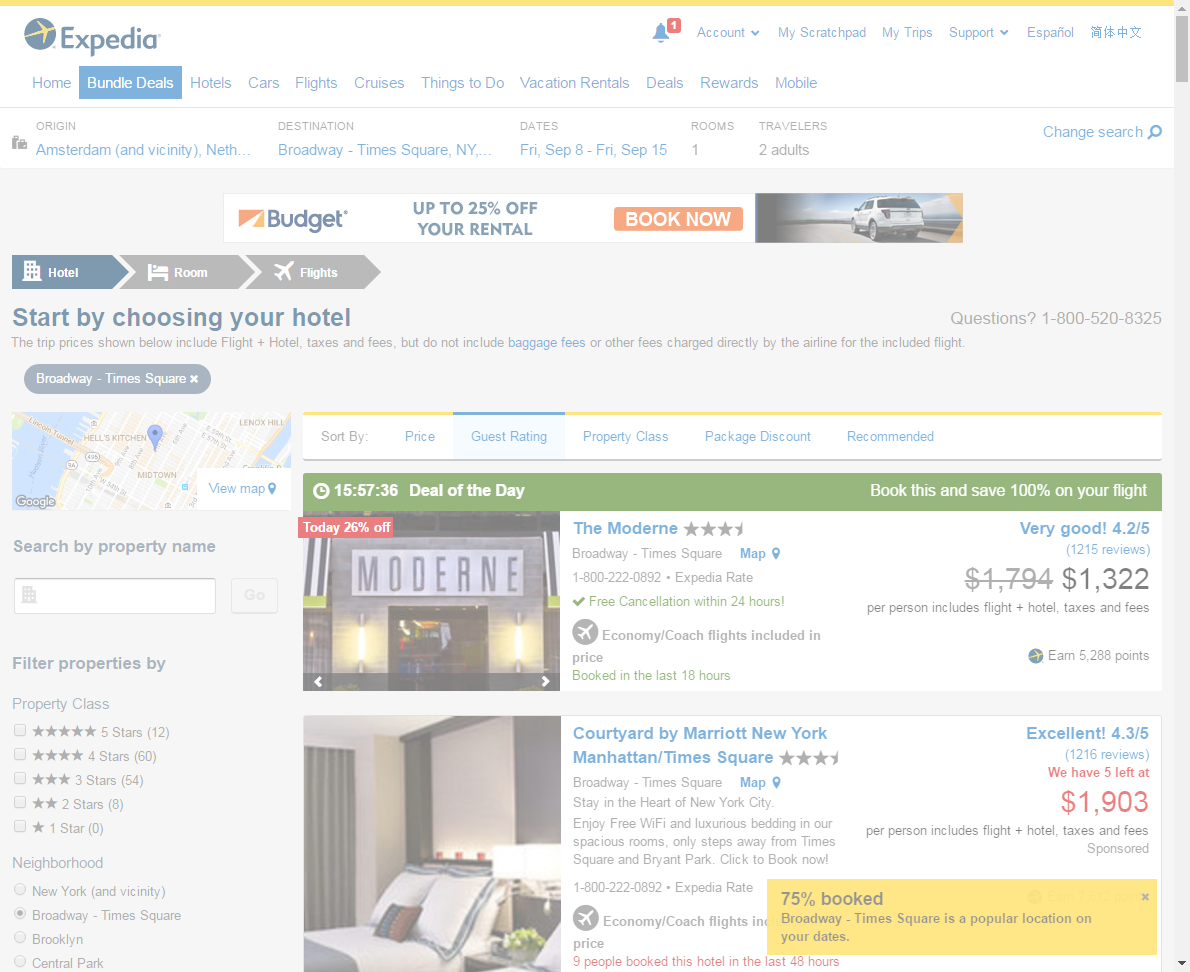 Expedia
1
Account
My Scratchpad
My Trips
Support
Español
简体中文
Home
Bundle Deals
Hotels
Cars
Flights
Cruises
Things to Do
Vacation Rentals
Deals
Rewards
Mobile
ORIGIN
Amsterdam (and vicinity), Neth...
DESTINATION
Broadway - Times Square, NY,...
DATES
Fri, Sep 8 - Fri, Sep 15
ROOMS
1
TRAVELERS
2 adults
Change search
Budget
UP TO 25% OFF
YOUR RENTAL
BOOK NOW
Hotel
Room
Flights
Start by choosing your hotel
Questions? 1-800-520-8325
The trip prices shown below include Flight + Hotel, taxes and fees, but do not include baggage fees or other fees charged directly by the airline for the included flight.
Broadway - Times Square ×
LENOX HILL
Lincoln Tunnel
HELL'S KITCHEN
MIDTOWN
Google
View map
Sort By:
Price
Guest Rating
Property Class
Package Discount
Recommended
Search by property name
Go
Filter properties by
Property Class
★★★★★ 5 Stars (12)
★★★★ 4 Stars (60)
★★★ 3 Stars (54)
★★ 2 Stars (8)
★ 1 Star (0)
Neighborhood
New York (and vicinity)
Broadway - Times Square
Brooklyn
Central Park
15:57:36 Deal of the Day
Book this and save 100% on your flight
Today 26% off
MODERNE
The Moderne
Broadway - Times Square Map
1-800-222-0892 • Expedia Rate
Free Cancellation within 24 hours!
Economy/Coach flights included in
price
Booked in the last 18 hours
Very good! 4.2/5
(1215 reviews)
$1,794 $1,322
per person includes flight + hotel, taxes and fees
Earn 5,288 points
Courtyard by Marriott New York
Manhattan/Times Square
Broadway - Times Square Map
Stay in the Heart of New York City.
Enjoy Free WiFi and luxurious bedding in our
spacious rooms, only steps away from Times
Square and Bryant Park. Click to Book now!
1-800-222-0892 • Expedia Rate
Economy/Coach flights
price
9 people booked this hotel in the last 48 hours
Excellent! 4.3/5
(1216 reviews)
We have 5 left at
$1,903
per person includes flight + hotel, taxes and fees
Sponsored
75% booked ×
Broadway - Times Square is a popular location on
your dates.